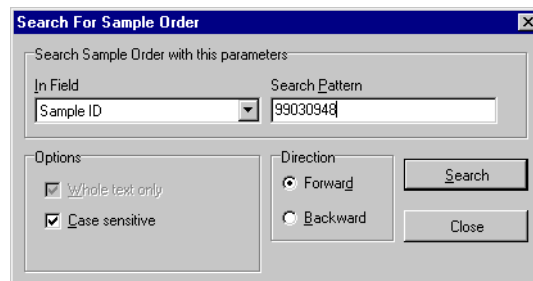 Search For Sample Order
Search Sample Order with this parameters
In Field
Search Pattern
Sample ID
99030948
Options
Direction
Whole text only
Forward
Search
Case sensitive
Backward
Close